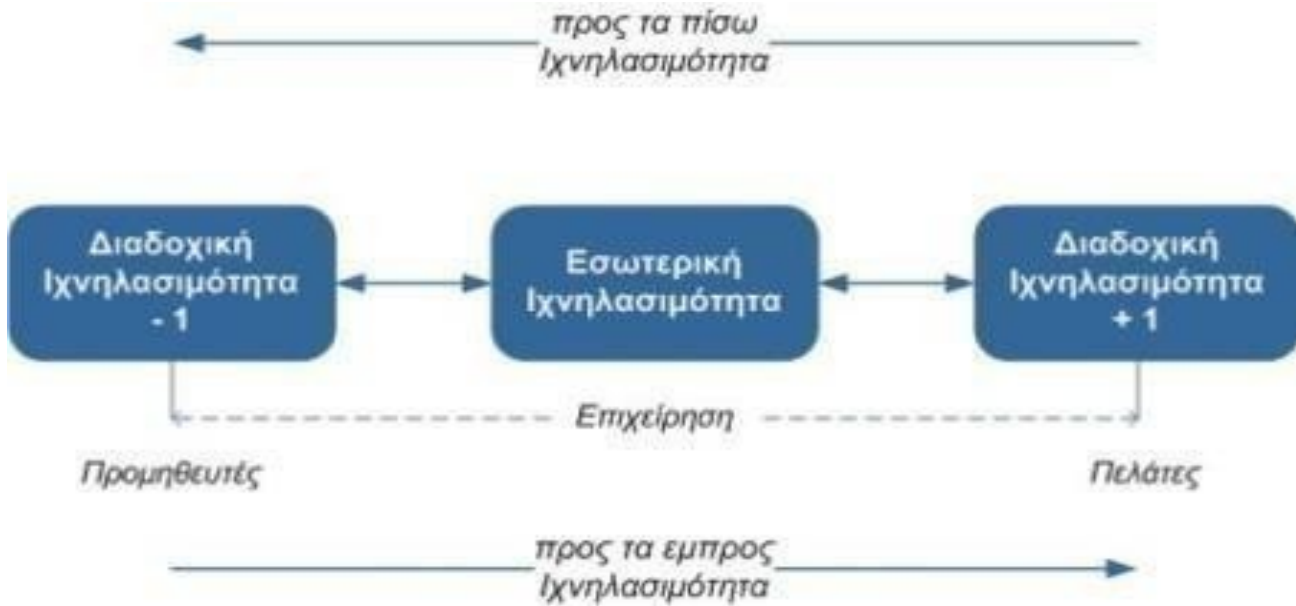 προς τα πίσω
Ιχνηλασιμότητα
Διαδοχική
Ιχνηλασιμότητα
- 1
Εσωτερική
Ιχνηλασιμότητα
Διαδοχική
Ιχνηλασιμότητα
+ 1
Επιχείρηση
Προμηθευτές
Πελάτες
προς τα εμπρος
Ιχνηλασιμότητα